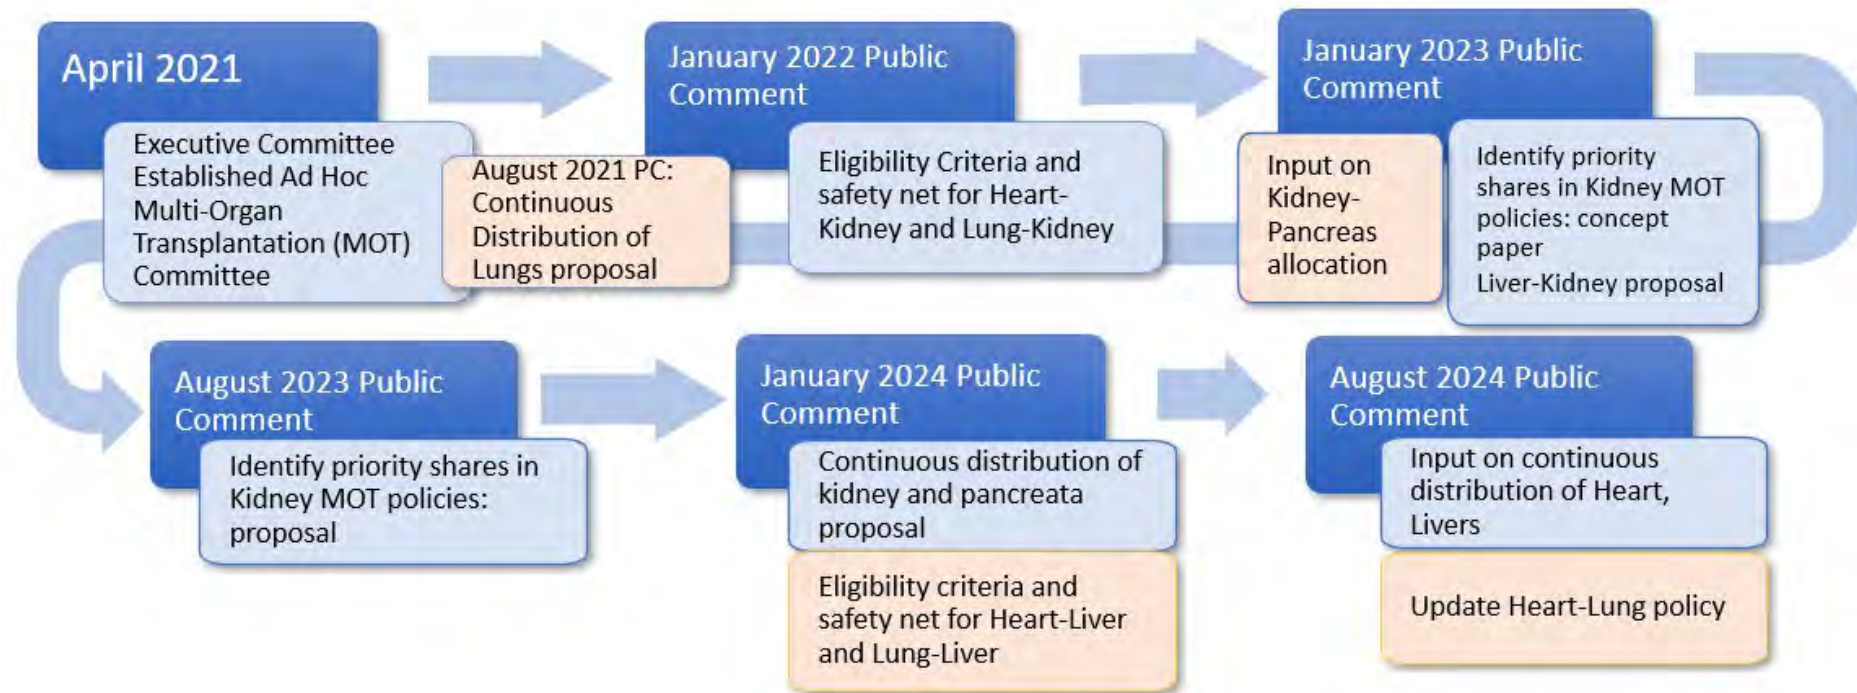 April 2021
Executive Committee
Established Ad Hoc
Multi-Organ
Transplantation (MOT)
Committee
August 2021 PC:
Continuous
Distribution of
Lungs proposal
January 2022 Public
Comment
Eligibility Criteria and
safety net for Heart-
Kidney and Lung-Kidney
January 2023 Public
Comment
Input on
Kidney-
Pancreas
allocation
Identify priority
shares in Kidney MOT
policies: concept
paper
Liver-Kidney proposal
August 2023 Public
Comment
Identify priority shares in
Kidney MOT policies:
proposal
January 2024 Public
Comment
Continuous distribution of
kidney and pancreata
proposal
Eligibility criteria and
safety net for Heart-Liver
and Lung-Liver
August 2024 Public
Comment
Input on continuous
distribution of Heart,
Livers
Update Heart-Lung policy